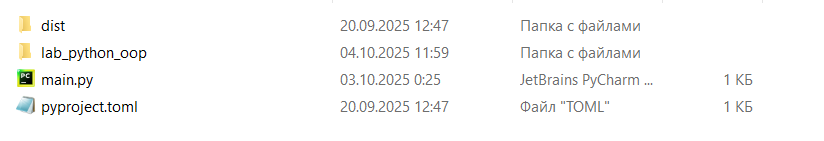 dist 20.09.2025 12:47 Папка с файлами
lab_python_oop 04.10.2025 11:59 Папка с файлами
main.py 03.10.2025 0:25 JetBrains PyCharm ... 1 КБ
pyproject.toml 20.09.2025 12:47 Файл "TOML" 1 КБ